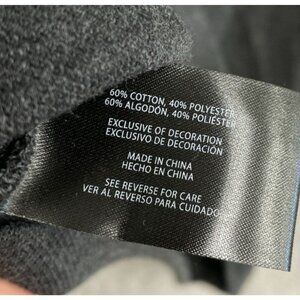 60% COTTON, 40% POLYESTER
60% ALGODÓN, 40% POLIÉSTER
EXCLUSIVE OF DECORATION
EXCLUSIVO DE DECORACIÓN
MADE IN CHINA
HECHO EN CHINA
SEE REVERSE FOR CARE
VER AL REVERSO PARA CUIDADO